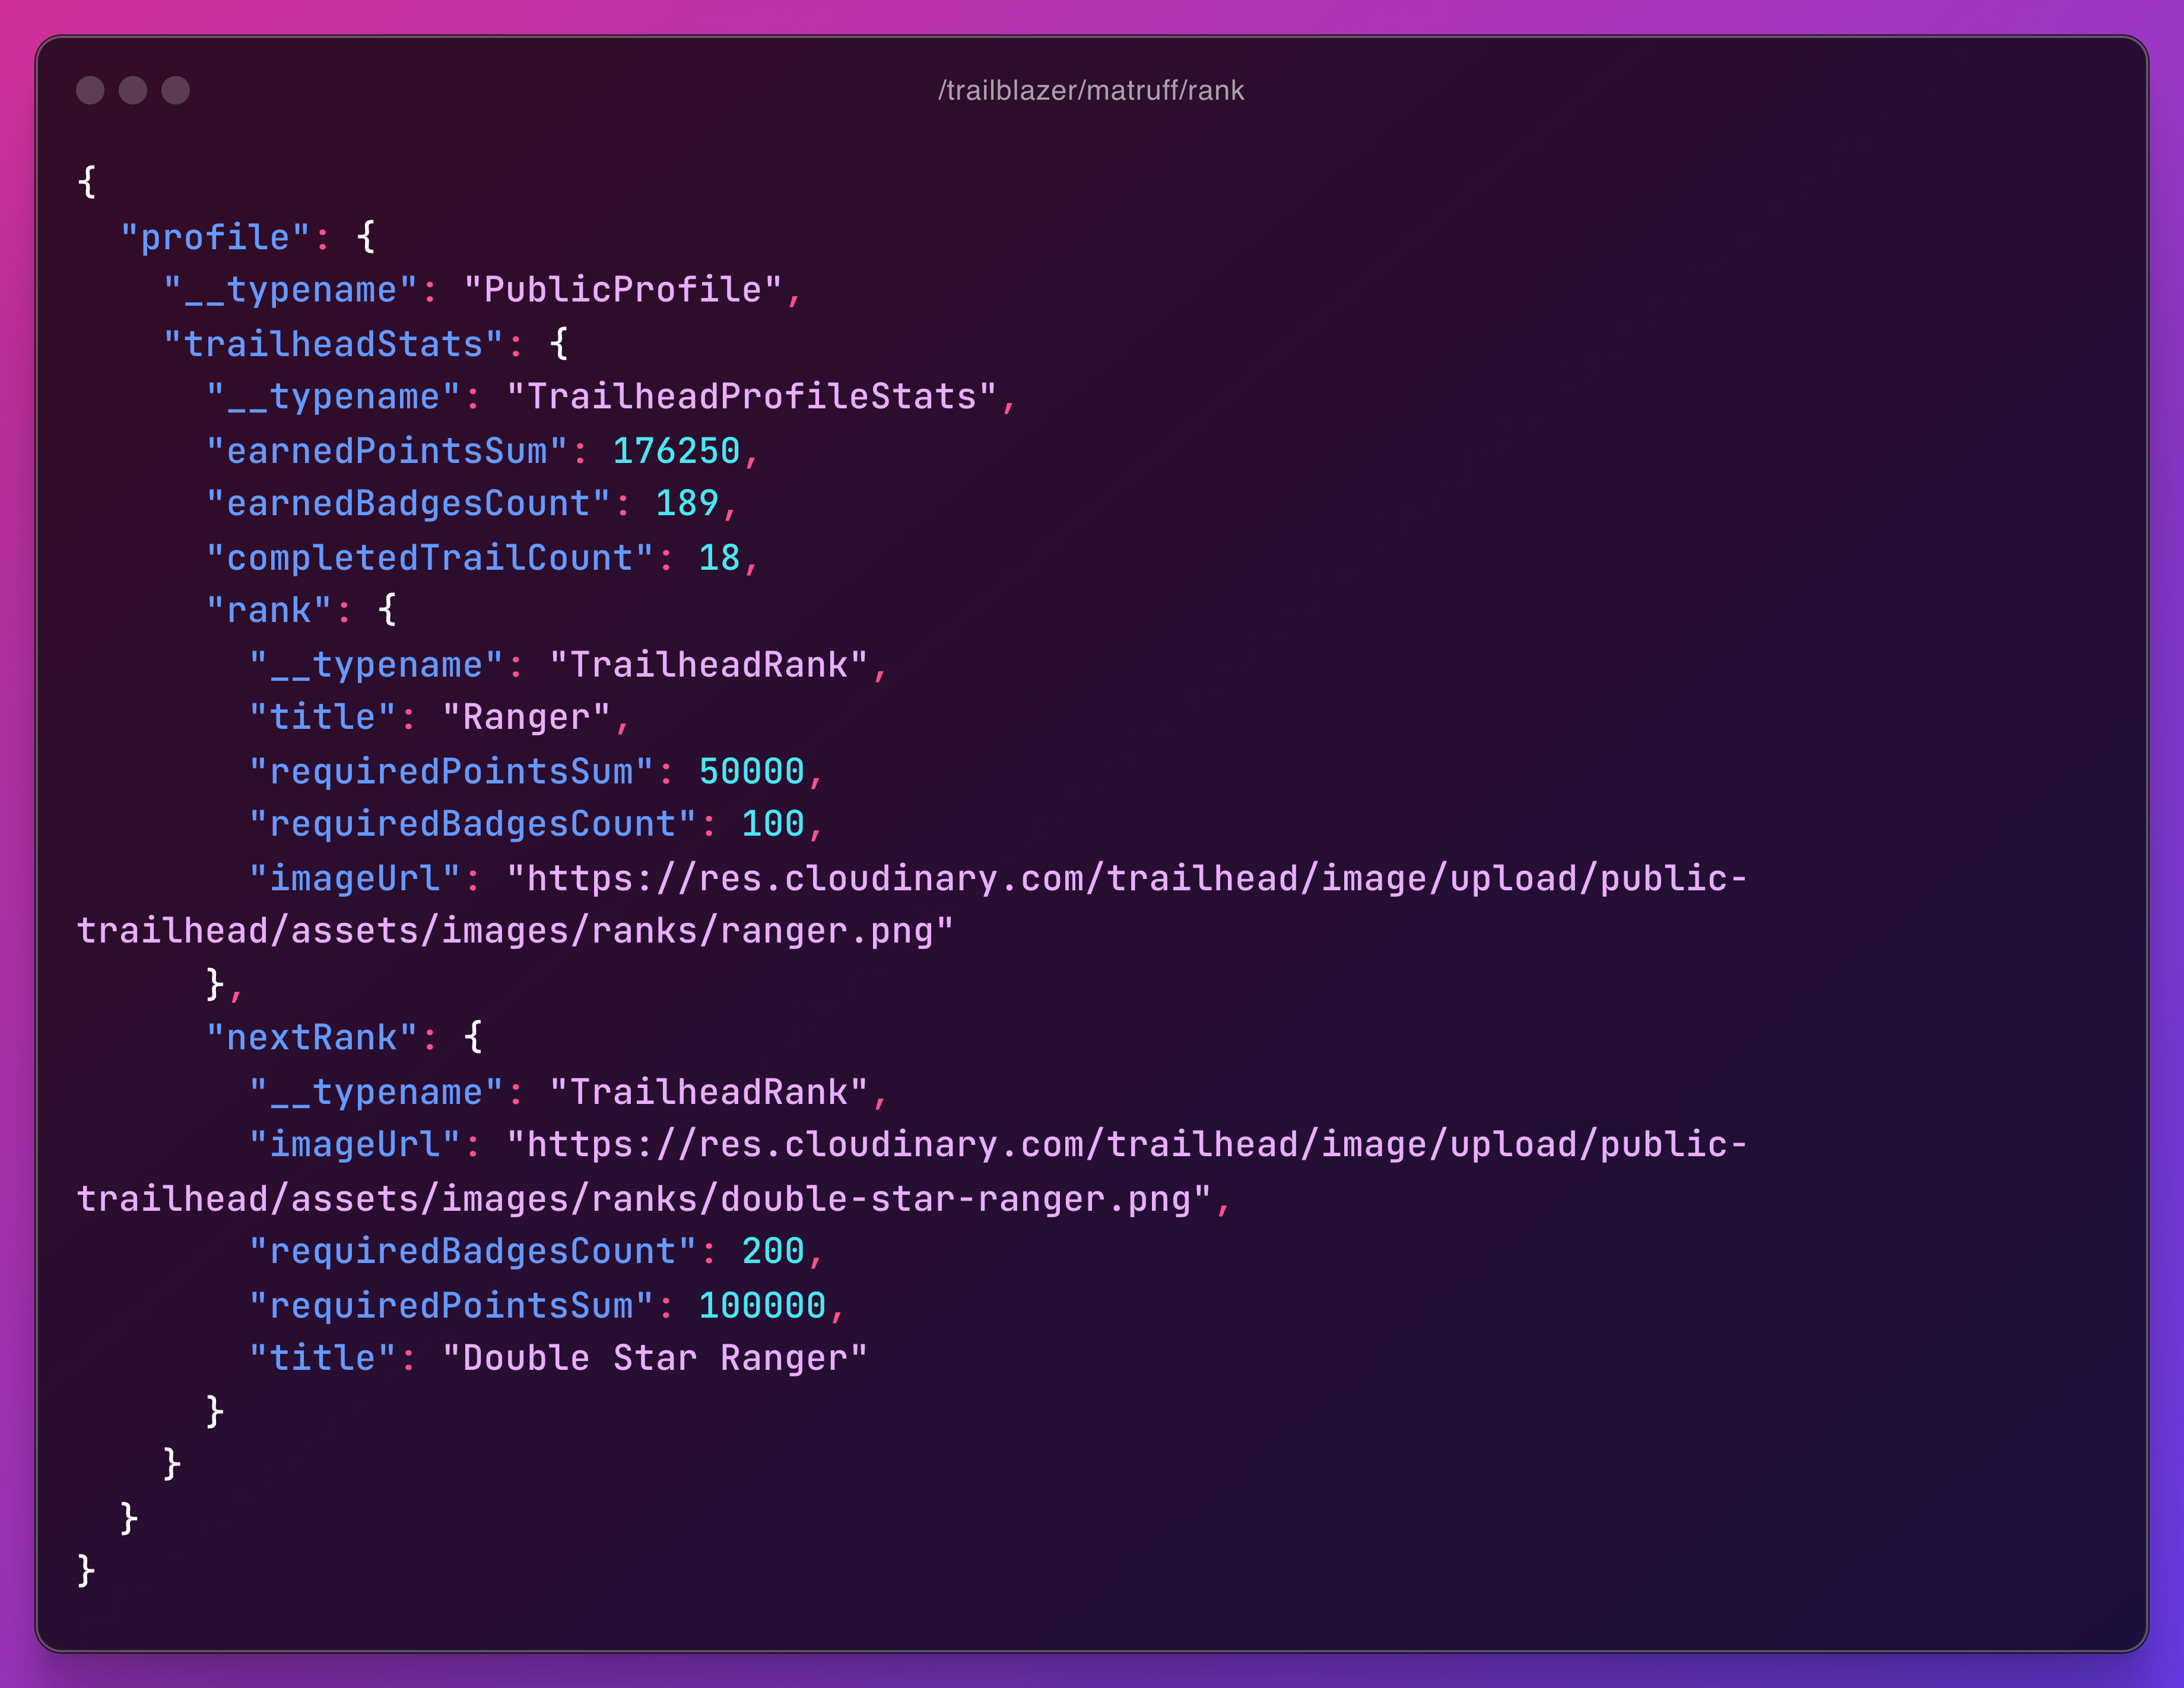 /trailblazer/matruff/rank
{
  "profile": {
    "__typename": "PublicProfile",
    "trailheadStats": {
      "__typename": "TrailheadProfileStats",
      "earnedPointsSum": 176250,
      "earnedBadgesCount": 189,
      "completedTrailCount": 18,
      "rank": {
        "__typename": "TrailheadRank",
        "title": "Ranger",
        "requiredPointsSum": 50000,
        "requiredBadgesCount": 100,
        "imageUrl": "https://res.cloudinary.com/trailhead/image/upload/public-
trailhead/assets/images/ranks/ranger.png"
      },
      "nextRank": {
        "__typename": "TrailheadRank",
        "imageUrl": "https://res.cloudinary.com/trailhead/image/upload/public-
trailhead/assets/images/ranks/double-star-ranger.png",
        "requiredBadgesCount": 200,
        "requiredPointsSum": 100000,
        "title": "Double Star Ranger"
      }
    }
  }
}